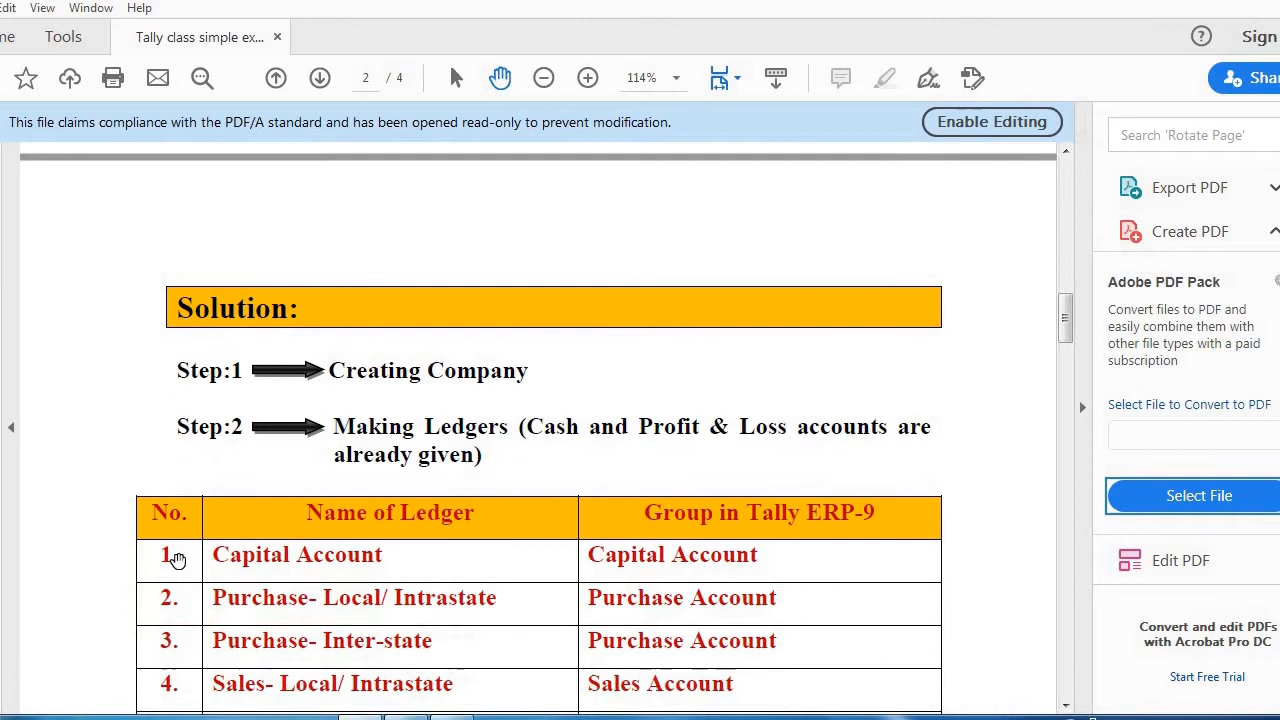 Edit View Window Help
me Tools Tally class simple ex... × Sign
2 / 4 114% Shar
This file claims compliance with the PDF/A standard and has been opened read-only to prevent modification. Enable Editing
Search 'Rotate Page'
Export PDF
Create PDF
Adobe PDF Pack
Convert files to PDF and
easily combine them with
other file types with a paid
subscription
Select File to Convert to PDF
Select File
Edit PDF
Convert and edit PDFs
with Acrobat Pro DC
Start Free Trial
Solution:
Step:1 Creating Company
Step:2 Making Ledgers (Cash and Profit & Loss accounts are
already given)
No. Name of Ledger Group in Tally ERP-9
1. Capital Account Capital Account
2. Purchase- Local/ Intrastate Purchase Account
3. Purchase- Inter-state Purchase Account
4. Sales- Local/ Intrastate Sales Account